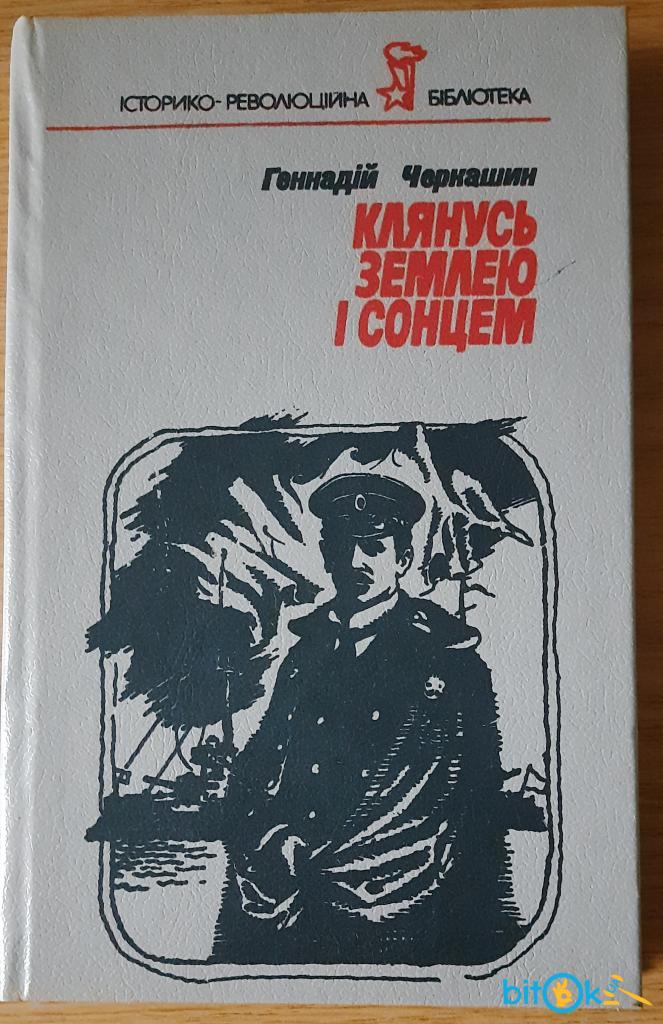 ІСТОРИКО-РЕВОЛЮЦІЙНА БІБЛІОТЕКА
Геннадій Черкашин
КЛЯНУСЬ
ЗЕМЛЕЮ
І СОНЦЕМ
bitOk